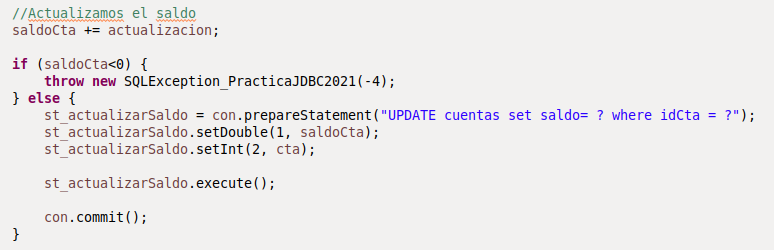 //Actualizamos el saldo
saldoCta += actualizacion;
if (saldoCta<0) {
throw new SQLException_PracticaJDBC2021(-4);
} else {
st_actualizarSaldo = con.prepareStatement("UPDATE cuentas set saldo= ? where idCta = ?");
st_actualizarSaldo.setDouble(1, saldoCta);
st_actualizarSaldo.setInt(2, cta);
st_actualizarSaldo.execute();
con.commit();
}